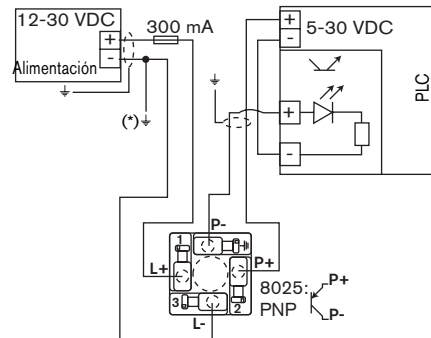 12-30 VDC
+
-
Alimentación
300 mA
(*)
+
-
5-30 VDC
+
-
PLC
P-
1
L+
P+
3
2
L-
8025:
PNP
P+
P-